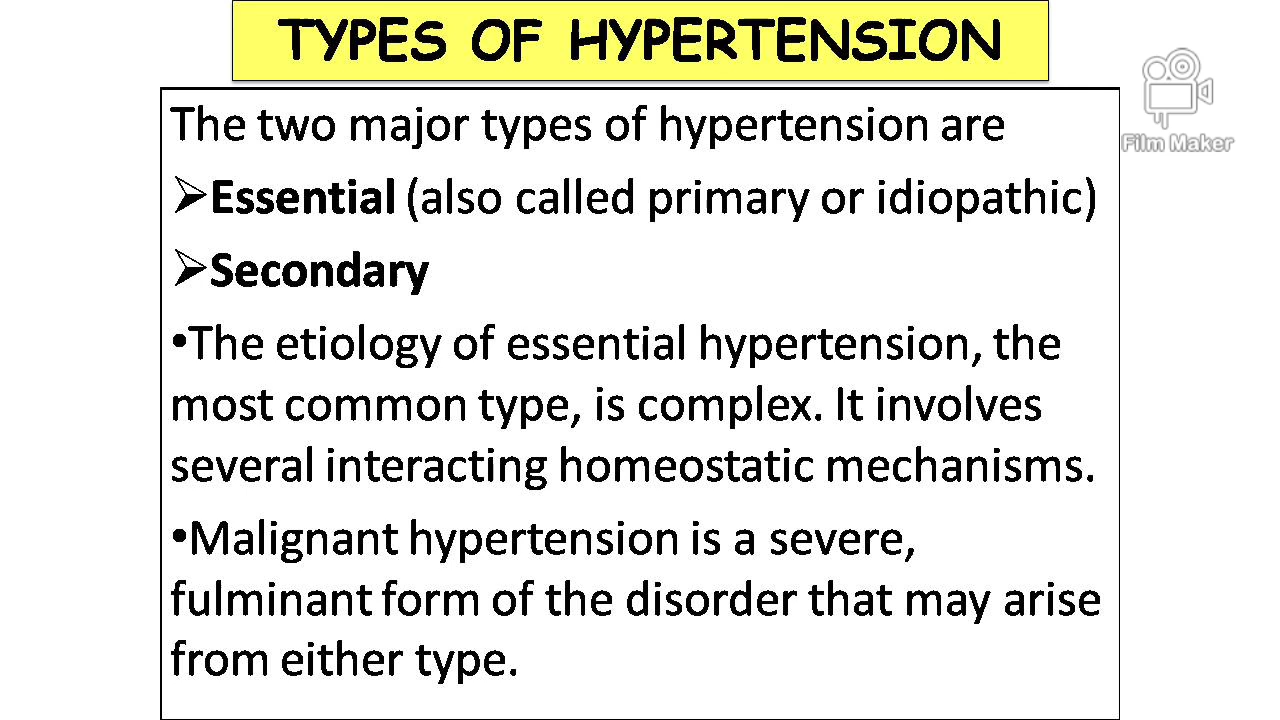 TYPES OF HYPERTENSION
Film Maker
The two major types of hypertension are
➢Essential (also called primary or idiopathic)
➢Secondary
•The etiology of essential hypertension, the
most common type, is complex. It involves
several interacting homeostatic mechanisms.
•Malignant hypertension is a severe,
fulminant form of the disorder that may arise
from either type.